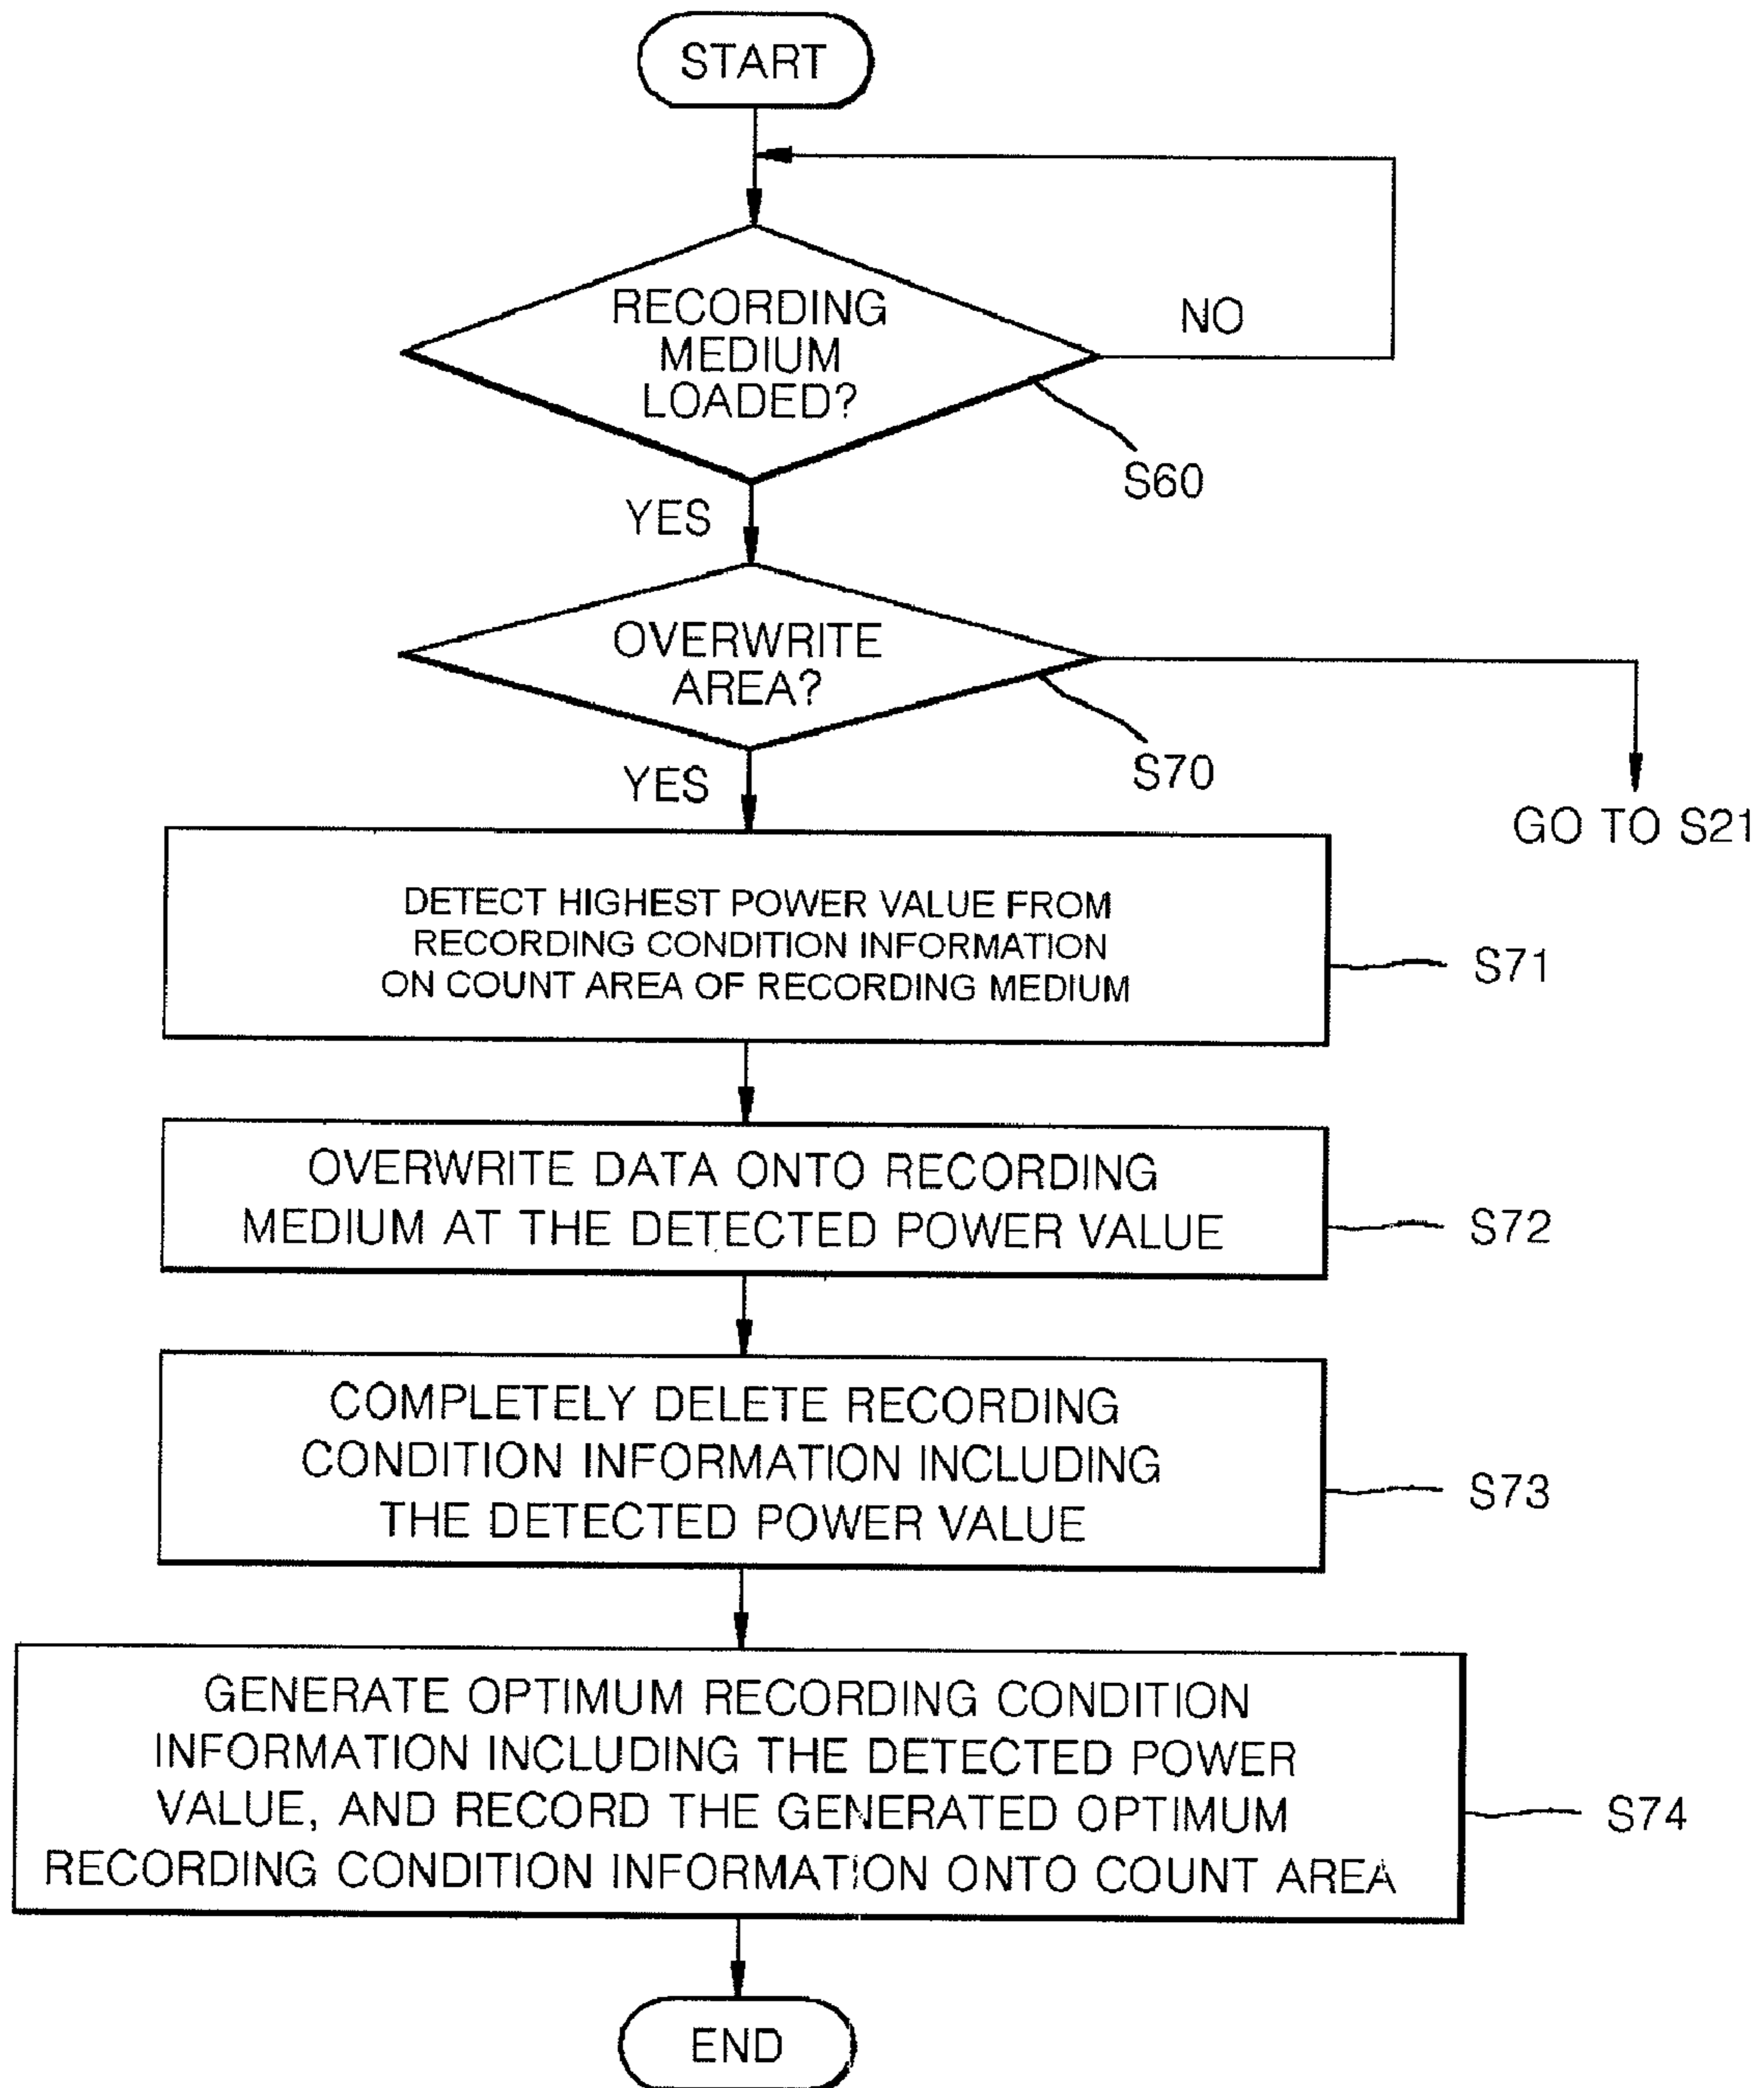 START
RECORDING
MEDIUM
LOADED?
NO
S60
YES
OVERWRITE
AREA?
S70
YES
GO TO S21
DETECT HIGHEST POWER VALUE FROM
RECORDING CONDITION INFORMATION
ON COUNT AREA OF RECORDING MEDIUM
S71
OVERWRITE DATA ONTO RECORDING
MEDIUM AT THE DETECTED POWER VALUE
S72
COMPLETELY DELETE RECORDING
CONDITION INFORMATION INCLUDING
THE DETECTED POWER VALUE
S73
GENERATE OPTIMUM RECORDING CONDITION
INFORMATION INCLUDING THE DETECTED POWER
VALUE, AND RECORD THE GENERATED OPTIMUM
RECORDING CONDITION INFORMATION ONTO COUNT AREA
S74
END